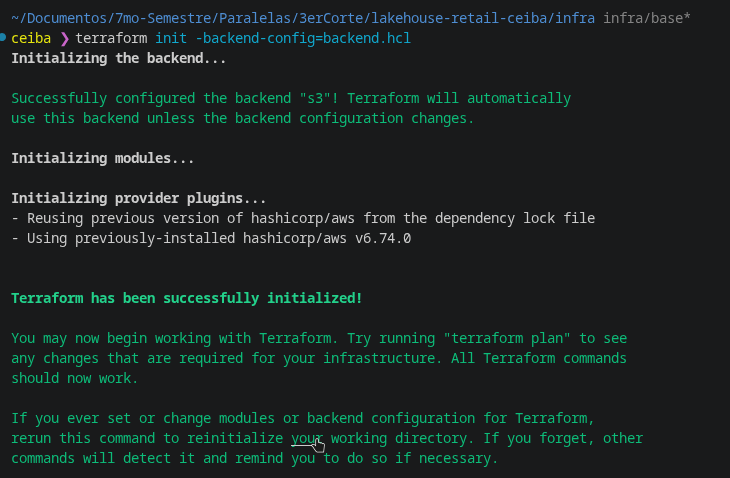 ~/Documentos/7mo-Semestre/Paralelas/3erCorte/lakehouse-retail-ceiba/infra infra/base*
ceiba ❯ terraform init -backend-config=backend.hcl
Initializing the backend...

Successfully configured the backend "s3"! Terraform will automatically
use this backend unless the backend configuration changes.

Initializing modules...

Initializing provider plugins...
- Reusing previous version of hashicorp/aws from the dependency lock file
- Using previously-installed hashicorp/aws v6.74.0

Terraform has been successfully initialized!

You may now begin working with Terraform. Try running "terraform plan" to see
any changes that are required for your infrastructure. All Terraform commands
should now work.

If you ever set or change modules or backend configuration for Terraform,
rerun this command to reinitialize your working directory. If you forget, other
commands will detect it and remind you to do so if necessary.